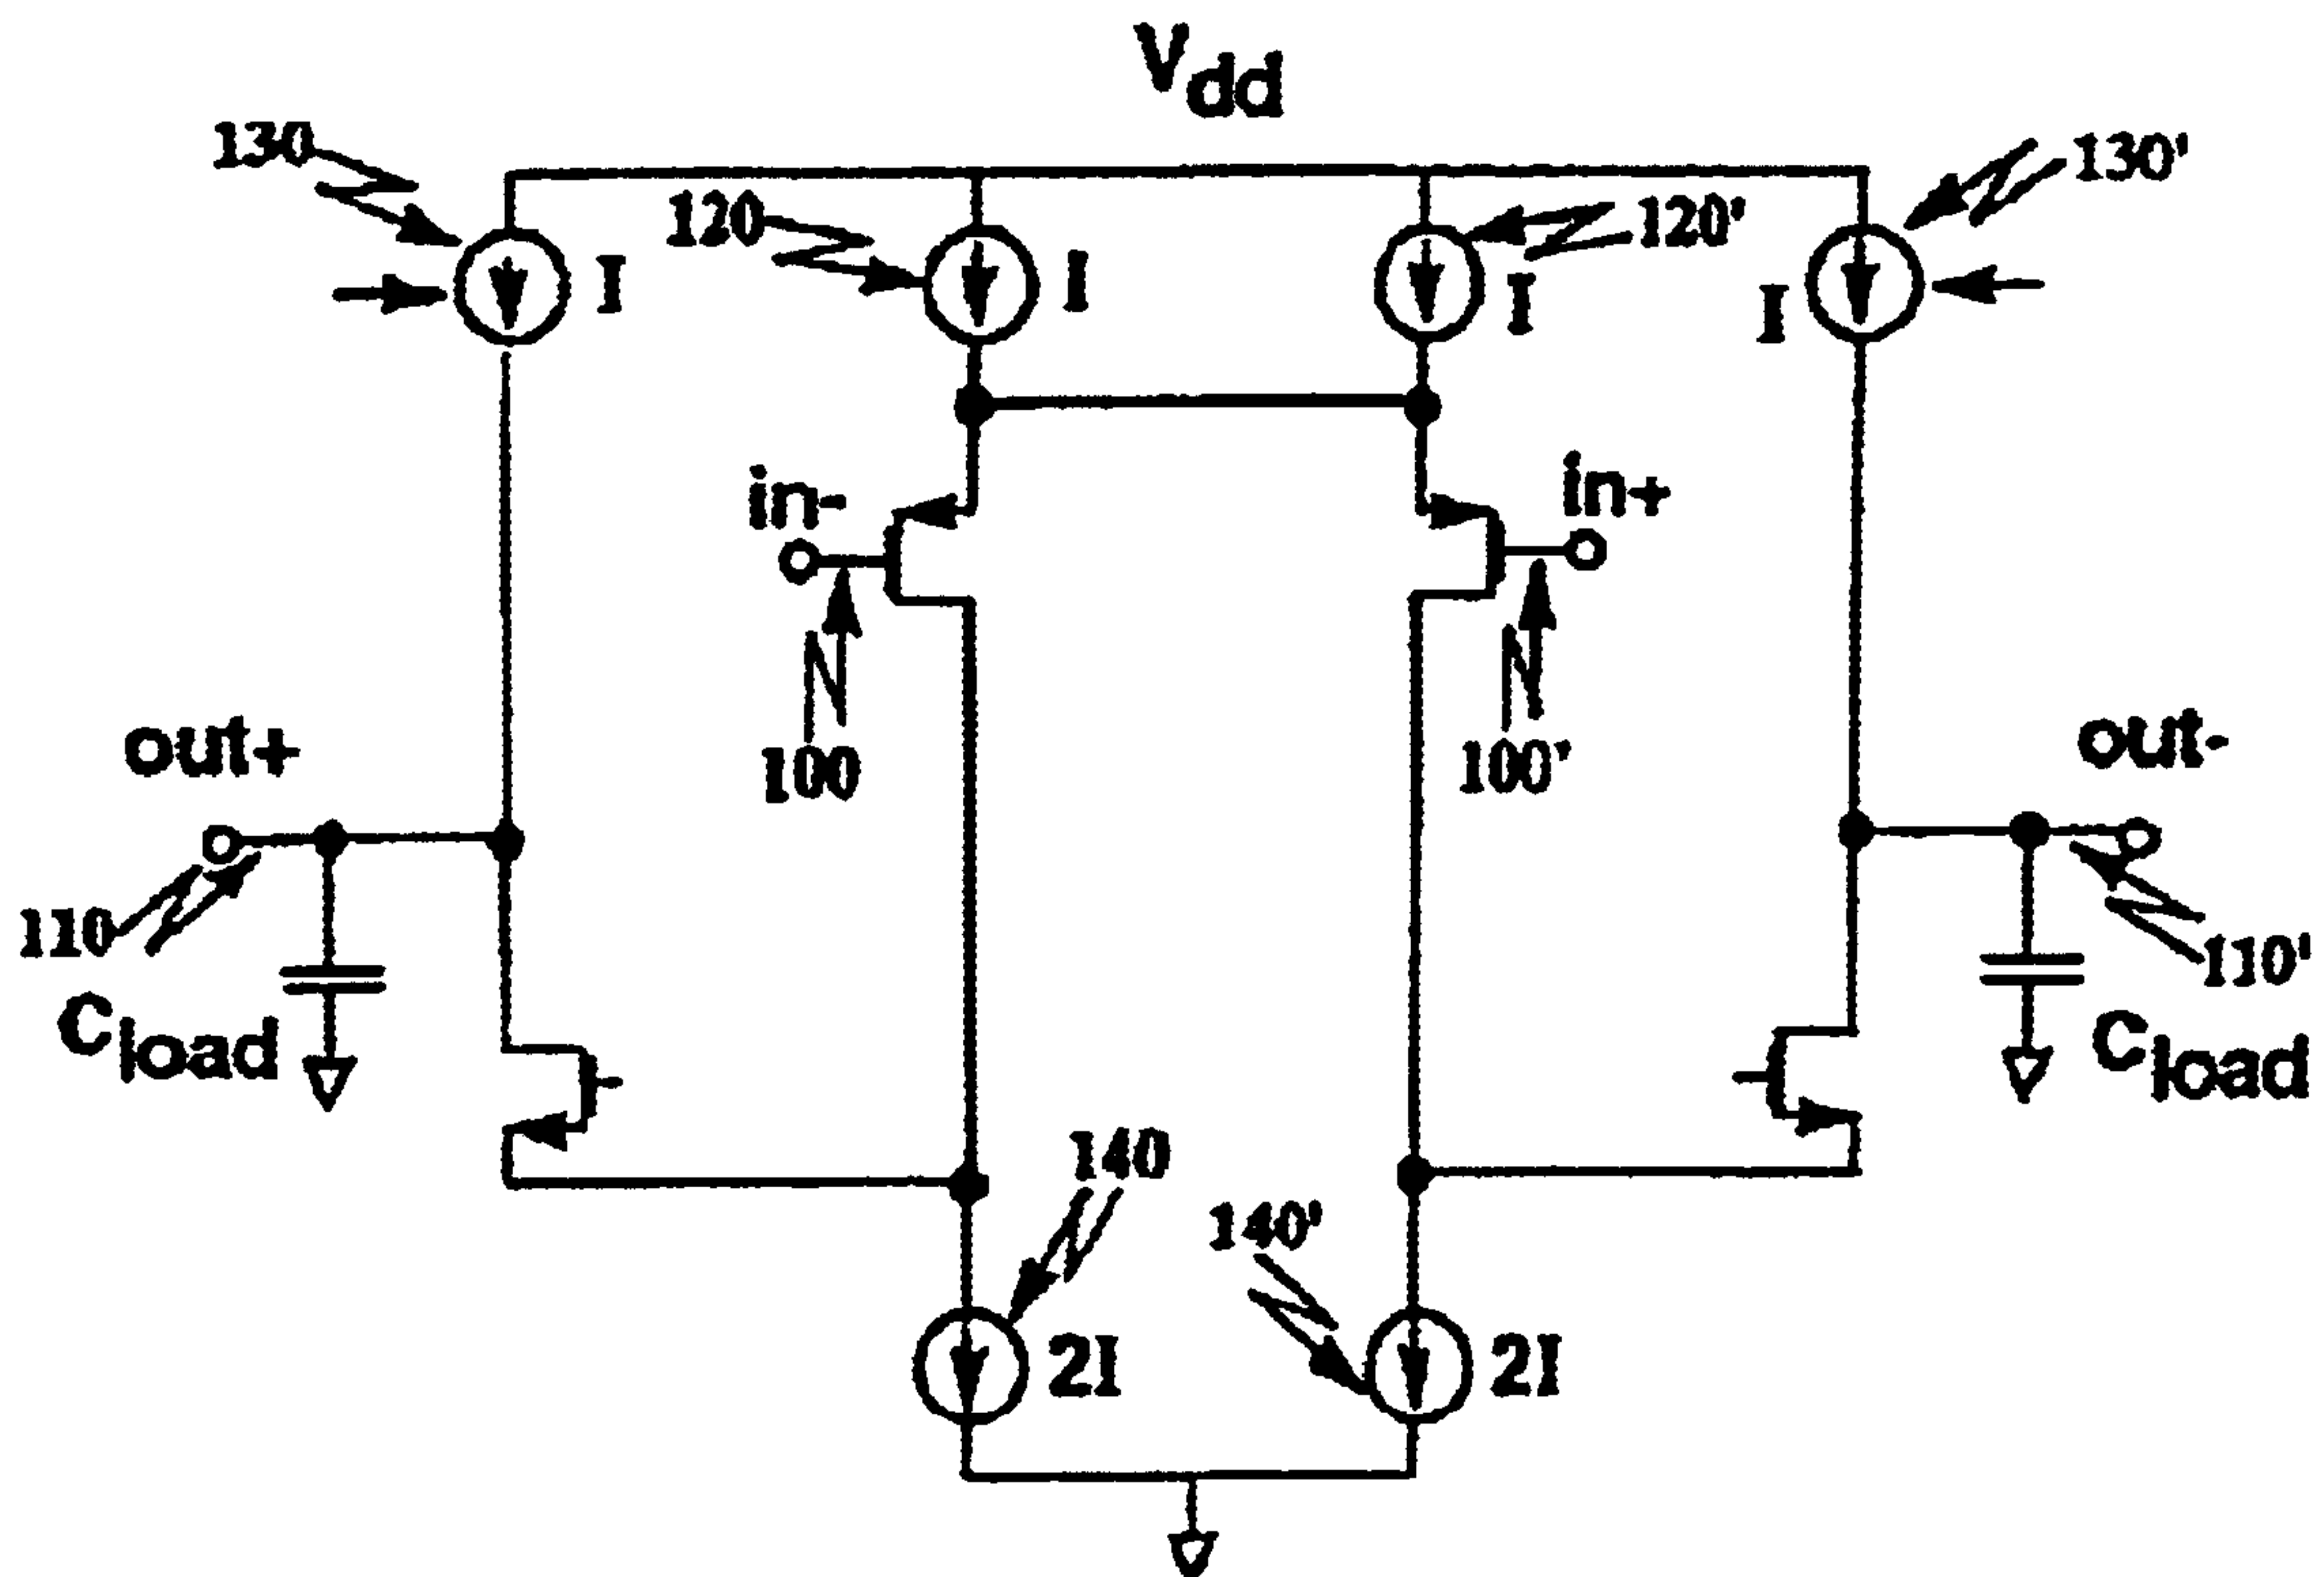 Vdd
130
130'
120
120'
I
I
I
I
in-
in+
100
100'
out+
out-
110
110'
Cload
Cload
140
140'
2I
2I